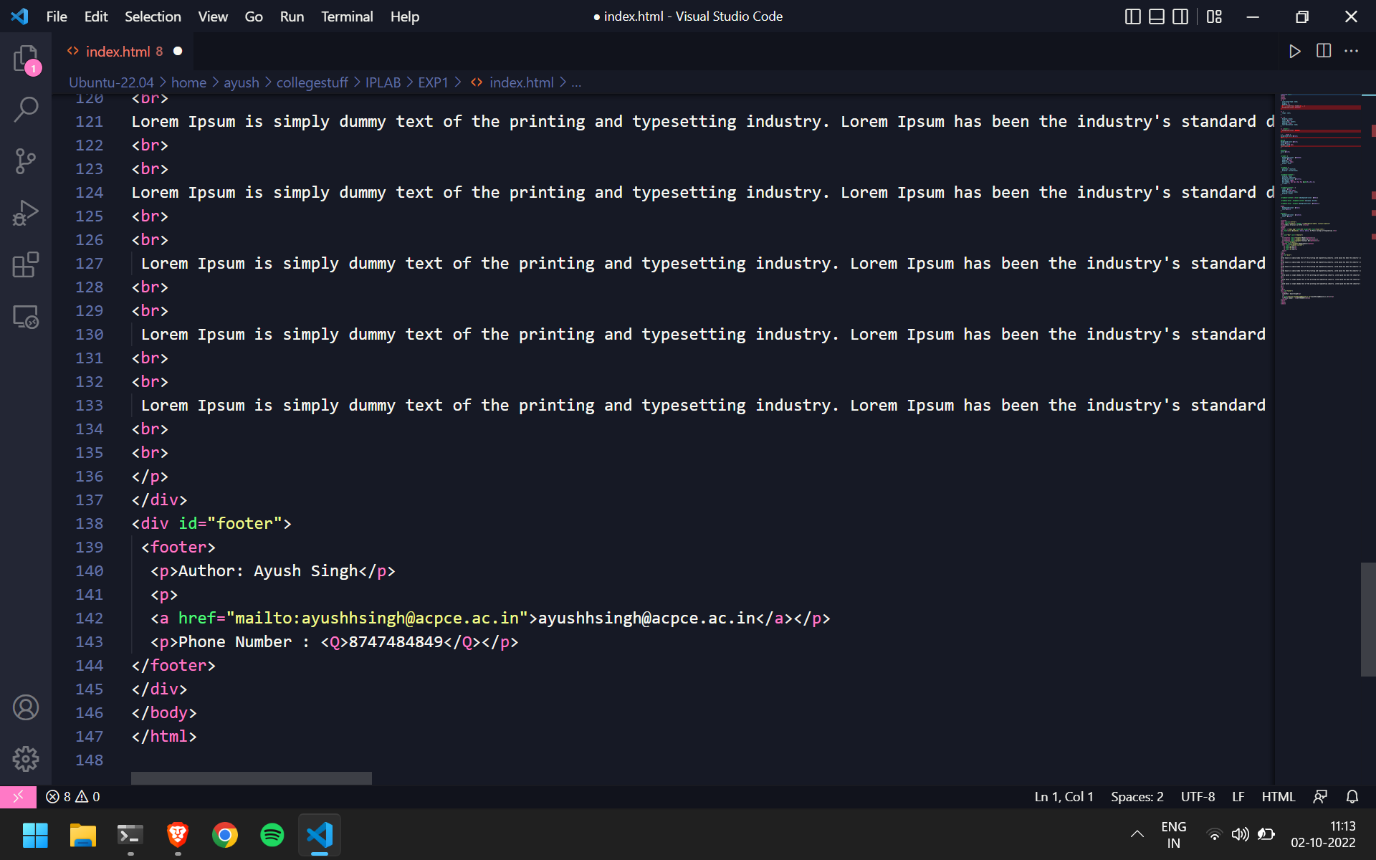 File Edit Selection View Go Run Terminal Help
● index.html - Visual Studio Code
1
<> index.html 8 ●
Ubuntu-22.04 > home > ayush > collegestuff > IPLAB > EXP1 > <> index.html > ...
120 <br>
121 Lorem Ipsum is simply dummy text of the printing and typesetting industry. Lorem Ipsum has been the industry's standard d
122 <br>
123 <br>
124 Lorem Ipsum is simply dummy text of the printing and typesetting industry. Lorem Ipsum has been the industry's standard d
125 <br>
126 <br>
127 Lorem Ipsum is simply dummy text of the printing and typesetting industry. Lorem Ipsum has been the industry's standard
128 <br>
129 <br>
130 Lorem Ipsum is simply dummy text of the printing and typesetting industry. Lorem Ipsum has been the industry's standard
131 <br>
132 <br>
133 Lorem Ipsum is simply dummy text of the printing and typesetting industry. Lorem Ipsum has been the industry's standard
134 <br>
135 <br>
136 </p>
137 </div>
138 <div id="footer">
139 <footer>
140 <p>Author: Ayush Singh</p>
141 <p>
142 <a href="mailto:ayushhsingh@acpce.ac.in">ayushhsingh@acpce.ac.in</a></p>
143 <p>Phone Number : <Q>8747484849</Q></p>
144 </footer>
145 </div>
146 </body>
147 </html>
148
8 0
Ln 1, Col 1 Spaces: 2 UTF-8 LF HTML
ENG
IN
11:13
02-10-2022